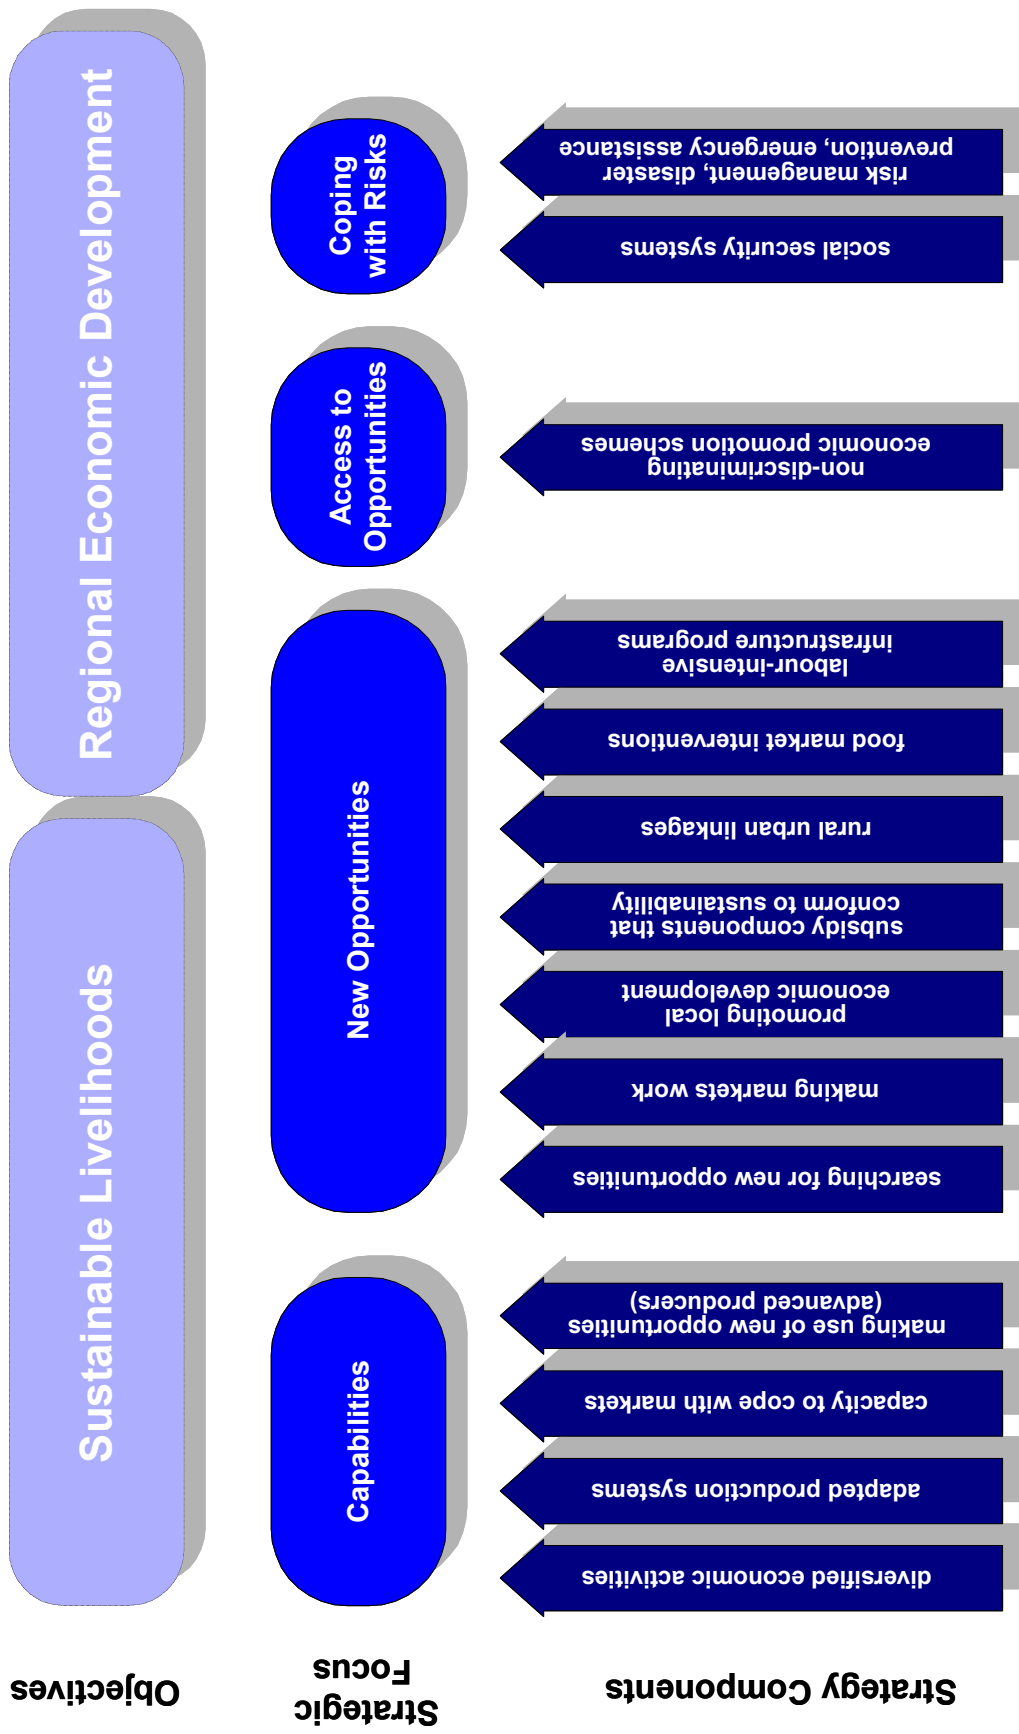 Objectives
Sustainable Livelihoods
Regional Economic Development
Strategic
Focus
Capabilities
New Opportunities
Access to
Opportunities
Coping
with Risks
Strategy Components
diversified economic activities
adapted production systems
capacity to cope with markets
making use of new opportunities
(advanced producers)
searching for new opportunities
making markets work
promoting local
economic development
subsidy components that
conform to sustainability
rural urban linkages
food market interventions
labour-intensive
infrastructure programs
non-discriminating
economic promotion schemes
social security systems
risk management, disaster
prevention, emergency assistance